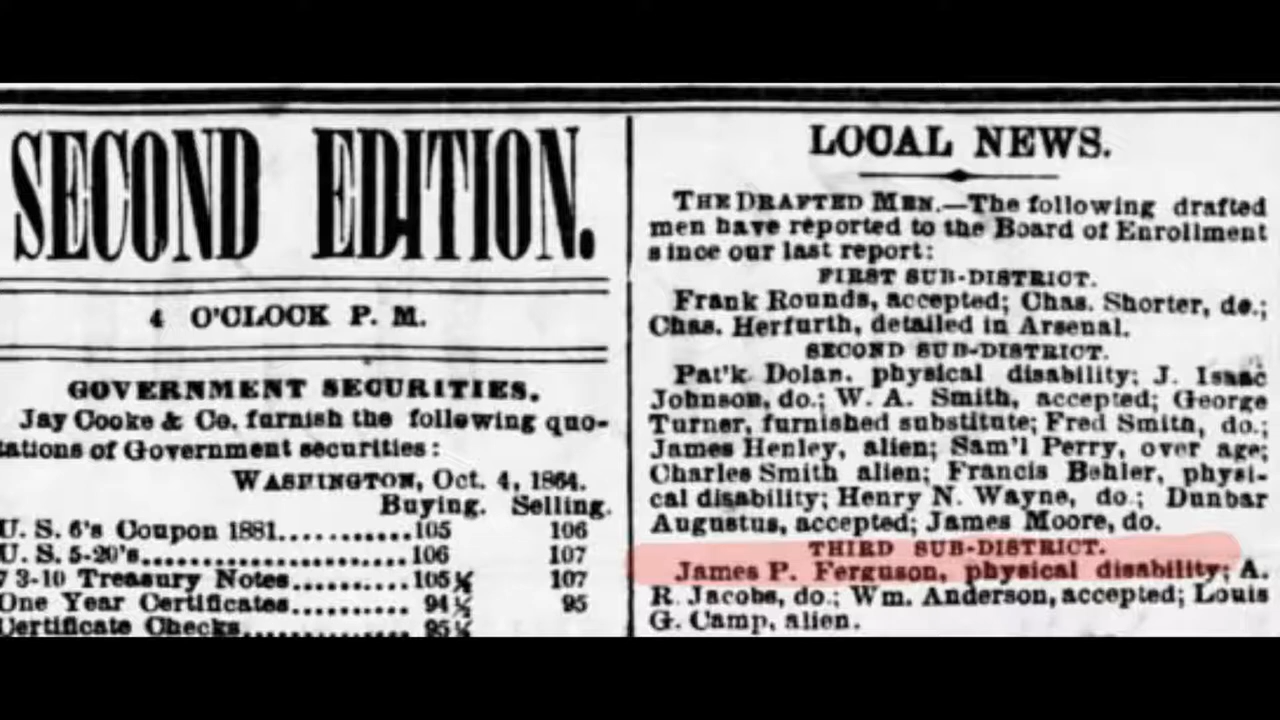 SECOND EDITION.
4 O'CLOCK P. M.
GOVERNMENT SECURITIES.
Jay Cooke & Co. furnish the following quo-
tations of Government securities:
WASHINGTON, Oct. 4, 1864.
Buying. Selling.
U. S. 6's Coupon 1881............105 106
U. S. 5-20's......................106 107
7 3-10 Treasury Notes..........105½ 107
One Year Certificates.......... 94½ 95
Certificate Checks.............. 95½
LOCAL NEWS.
THE DRAFTED MEN.—The following drafted
men have reported to the Board of Enrollment
since our last report:
FIRST SUB-DISTRICT.
Frank Rounds, accepted; Chas. Shorter, do.;
Chas. Herfurth, detailed in Arsenal.
SECOND SUB-DISTRICT.
Pat'k Dolan, physical disability; J. Isaac
Johnson, do.; W. A. Smith, accepted; George
Turner, furnished substitute; Fred Smith, do.;
James Henley, alien; Sam'l Perry, over age;
Charles Smith alien; Francis Behler, physi-
cal disability; Henry N. Wayne, do.; Dunbar
Augustus, accepted; James Moore, do.
THIRD SUB-DISTRICT.
James P. Ferguson, physical disability; A.
R. Jacobs, do.; Wm. Anderson, accepted; Louis
G. Camp, alien.